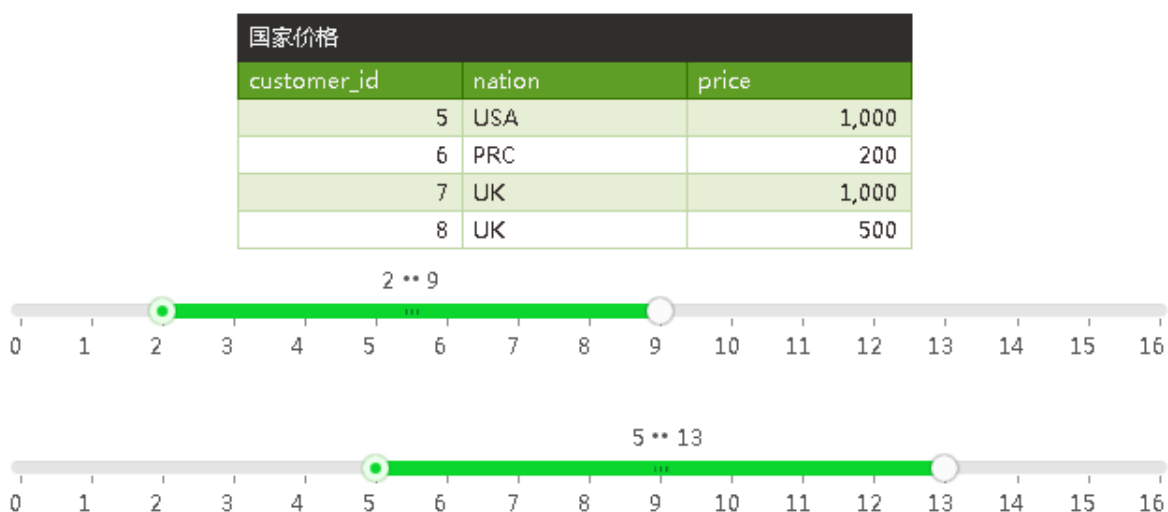 国家价格
customer_id nation price
5 USA 1,000
6 PRC 200
7 UK 1,000
8 UK 500
2 •• 9
0 1 2 3 4 5 6 7 8 9 10 11 12 13 14 15 16
5 •• 13
0 1 2 3 4 5 6 7 8 9 10 11 12 13 14 15 16